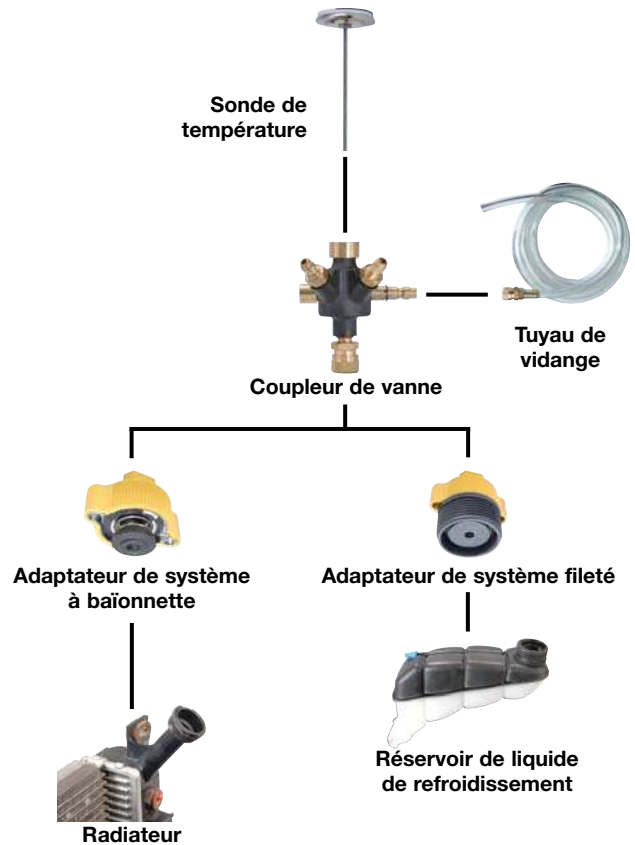 Sonde de
température
Tuyau de
vidange
Coupleur de vanne
Adaptateur de système
à baïonnette
Adaptateur de système fileté
Réservoir de liquide
de refroidissement
Radiateur